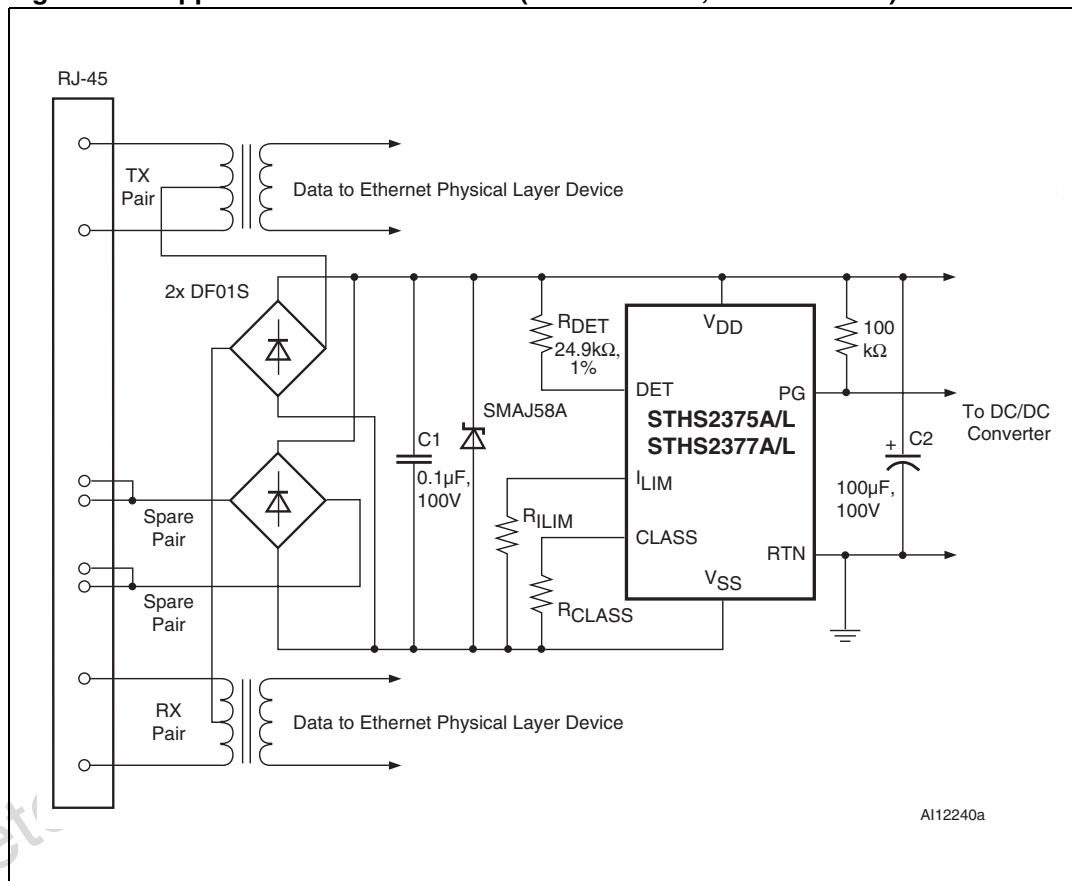 RJ-45
TX
Pair
Data to Ethernet Physical Layer Device
2x DF01S
RDET
24.9kΩ,
1%
VDD
100
kΩ
DET
PG
SMAJ58A
STHS2375A/L
STHS2377A/L
To DC/DC
Converter
C1
0.1µF,
100V
+ C2
100µF,
100V
ILIM
RILIM
Spare
Pair
CLASS
RTN
VSS
RCLASS
Spare
Pair
RX
Pair
Data to Ethernet Physical Layer Device
AI12240a